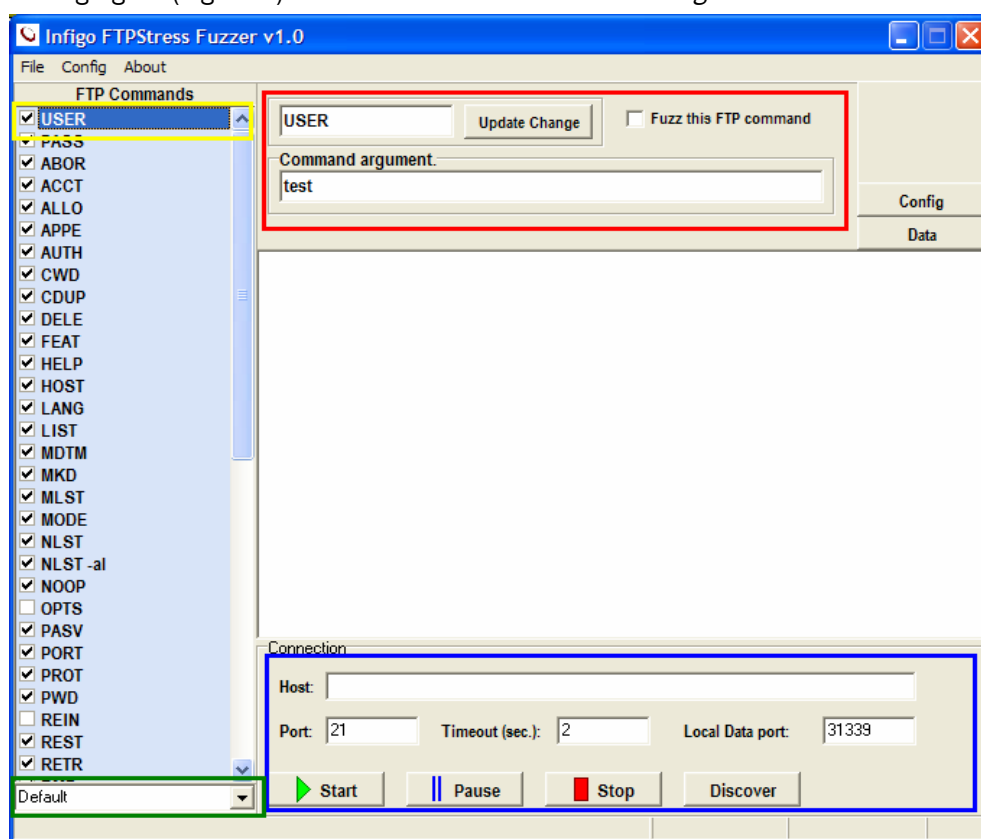 Infigo FTPStress Fuzzer v1.0
File Config About
FTP Commands
USER
PASS
ABOR
ACCT
ALLO
APPE
AUTH
CWD
CDUP
DELE
FEAT
HELP
HOST
LANG
LIST
MDTM
MKD
MLST
MODE
NLST
NLST -al
NOOP
OPTS
PASV
PORT
PROT
PWD
REIN
REST
RETR
Default
USER Update Change Fuzz this FTP command
Command argument.
test
Config
Data
Connection
Host:
Port: 21 Timeout (sec.): 2 Local Data port: 31339
Start Pause Stop Discover